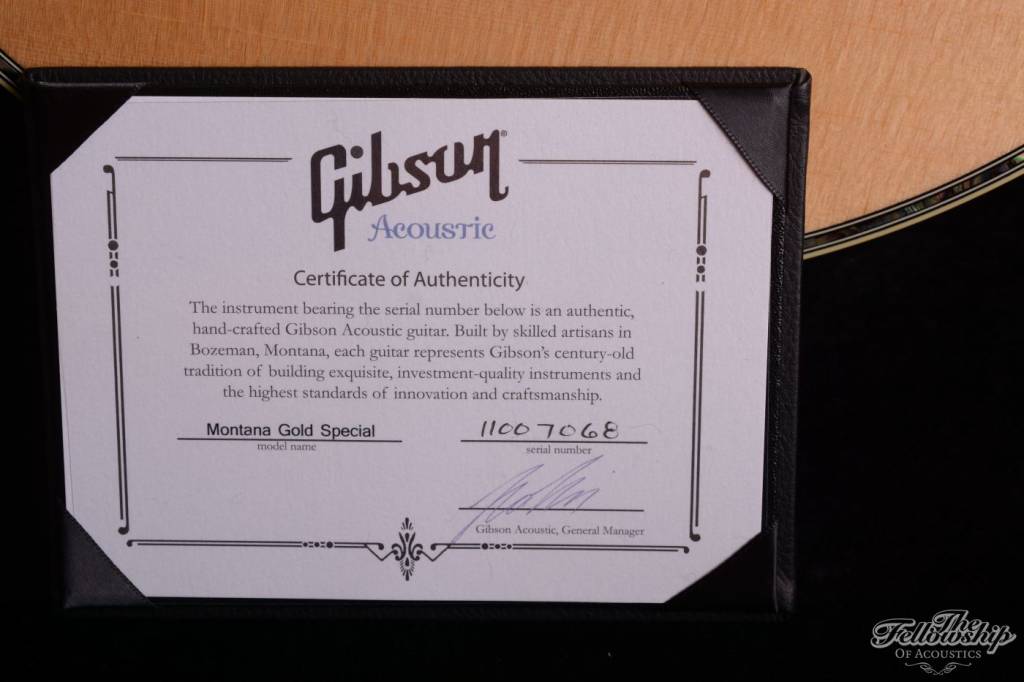 Gibson®
Acoustic
Certificate of Authenticity
The instrument bearing the serial number below is an authentic,
hand-crafted Gibson Acoustic guitar. Built by skilled artisans in
Bozeman, Montana, each guitar represents Gibson's century-old
tradition of building exquisite, investment-quality instruments and
the highest standards of innovation and craftsmanship.
Montana Gold Special 11007068
model name serial number
Gibson Acoustic, General Manager
The
Fellowship
OF ACOUSTICS